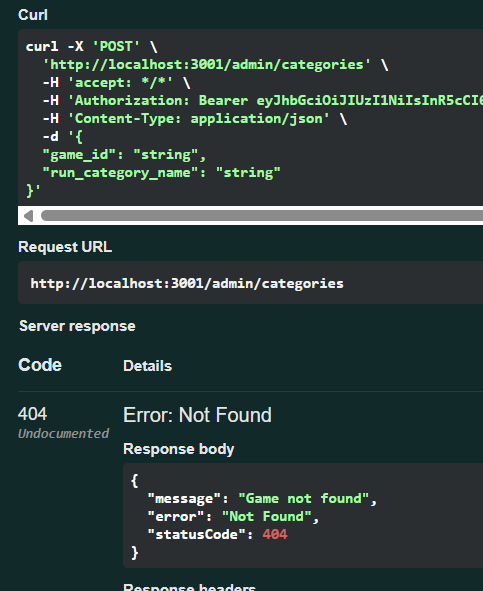 Curl
curl -X 'POST' \
'http://localhost:3001/admin/categories' \
-H 'accept: */*' \
-H 'Authorization: Bearer eyJhbGciOiJIUzI1NiIsInR5cCI6
-H 'Content-Type: application/json' \
-d '{
"game_id": "string",
"run_category_name": "string"
}'
Request URL
http://localhost:3001/admin/categories
Server response
Code Details
404 Error: Not Found
Undocumented
Response body
{
"message": "Game not found",
"error": "Not Found",
"statusCode": 404
}
Response headers